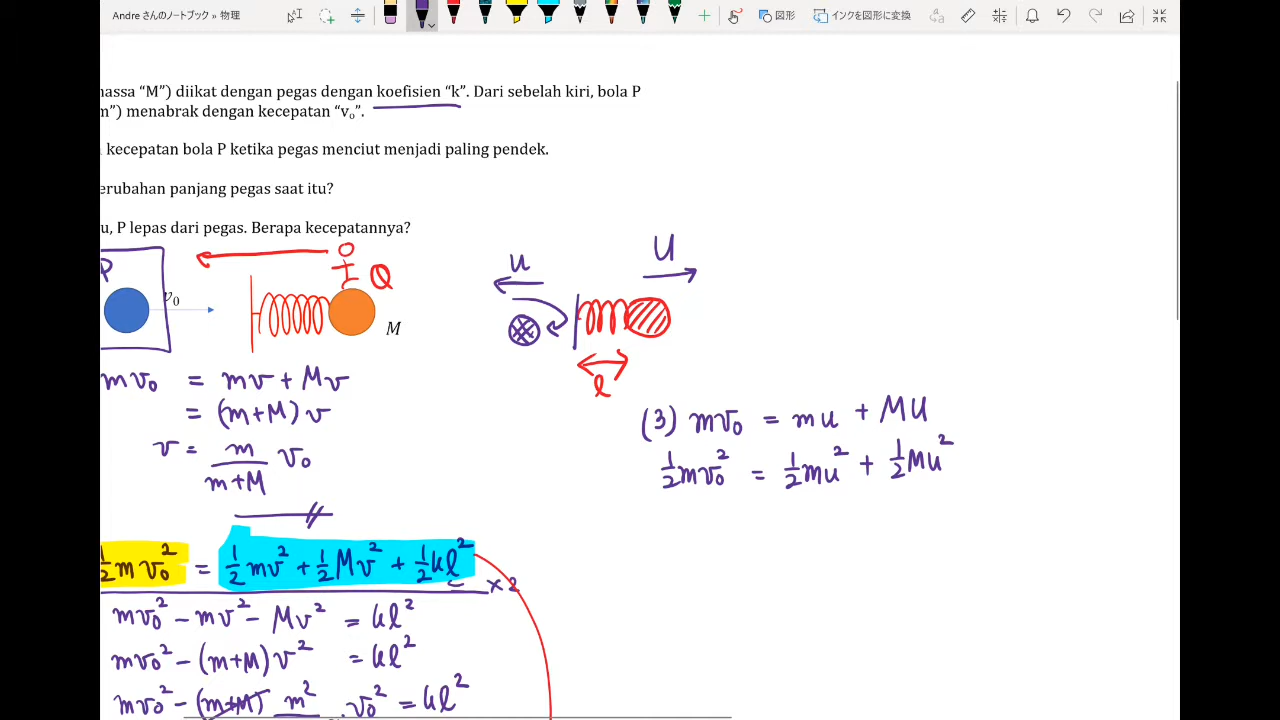 Andre さんのノートブック » 物理
図形
インクを図形に変換
massa “M”) diikat dengan pegas dengan koefisien “k”. Dari sebelah kiri, bola P
m”) menabrak dengan kecepatan “v₀”.
kecepatan bola P ketika pegas menciut menjadi paling pendek.
erubahan panjang pegas saat itu?
u, P lepas dari pegas. Berapa kecepatannya?
P
v₀
Q
M
u
U
l
mv₀ = mv + Mv
= (m+M) v
v = m/(m+M) v₀
(3) mv₀ = mu + MU
½mv₀² = ½mu² + ½Mu²
½mv₀² = ½mv² + ½Mv² + ½kl²
×2
mv₀² - mv² - Mv² = kl²
mv₀² - (m+M)v² = kl²
mv₀² - (m+M) m² . v₀² = kl²